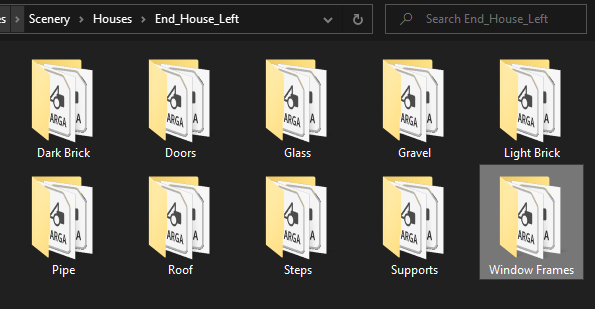 es > Scenery > Houses > End_House_Left
Search End_House_Left
Dark Brick
Doors
Glass
Gravel
Light Brick
Pipe
Roof
Steps
Supports
Window Frames